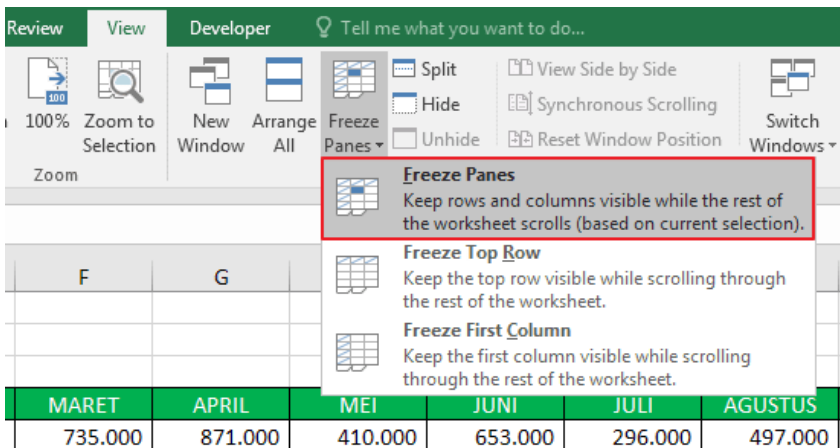 Review View Developer Tell me what you want to do...
100% Zoom to Selection
Zoom
New Window
Arrange All
Freeze Panes
Split
Hide
Unhide
View Side by Side
Synchronous Scrolling
Reset Window Position
Switch Windows
Freeze Panes
Keep rows and columns visible while the rest of
the worksheet scrolls (based on current selection).
Freeze Top Row
Keep the top row visible while scrolling through
the rest of the worksheet.
Freeze First Column
Keep the first column visible while scrolling
through the rest of the worksheet.
F G
MARET APRIL MEI JUNI JULI AGUSTUS
735.000 871.000 410.000 653.000 296.000 497.000